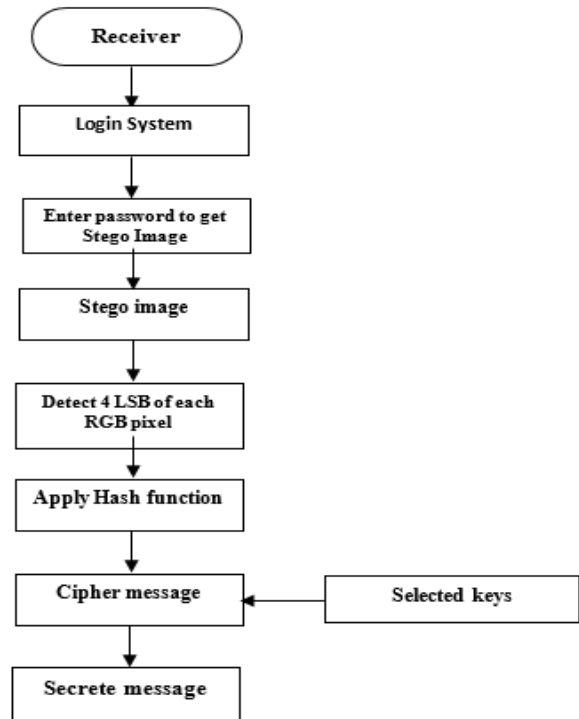 Receiver
Login System
Enter password to get
Stego Image
Stego image
Detect 4 LSB of each
RGB pixel
Apply Hash function
Cipher message
Selected keys
Secrete message